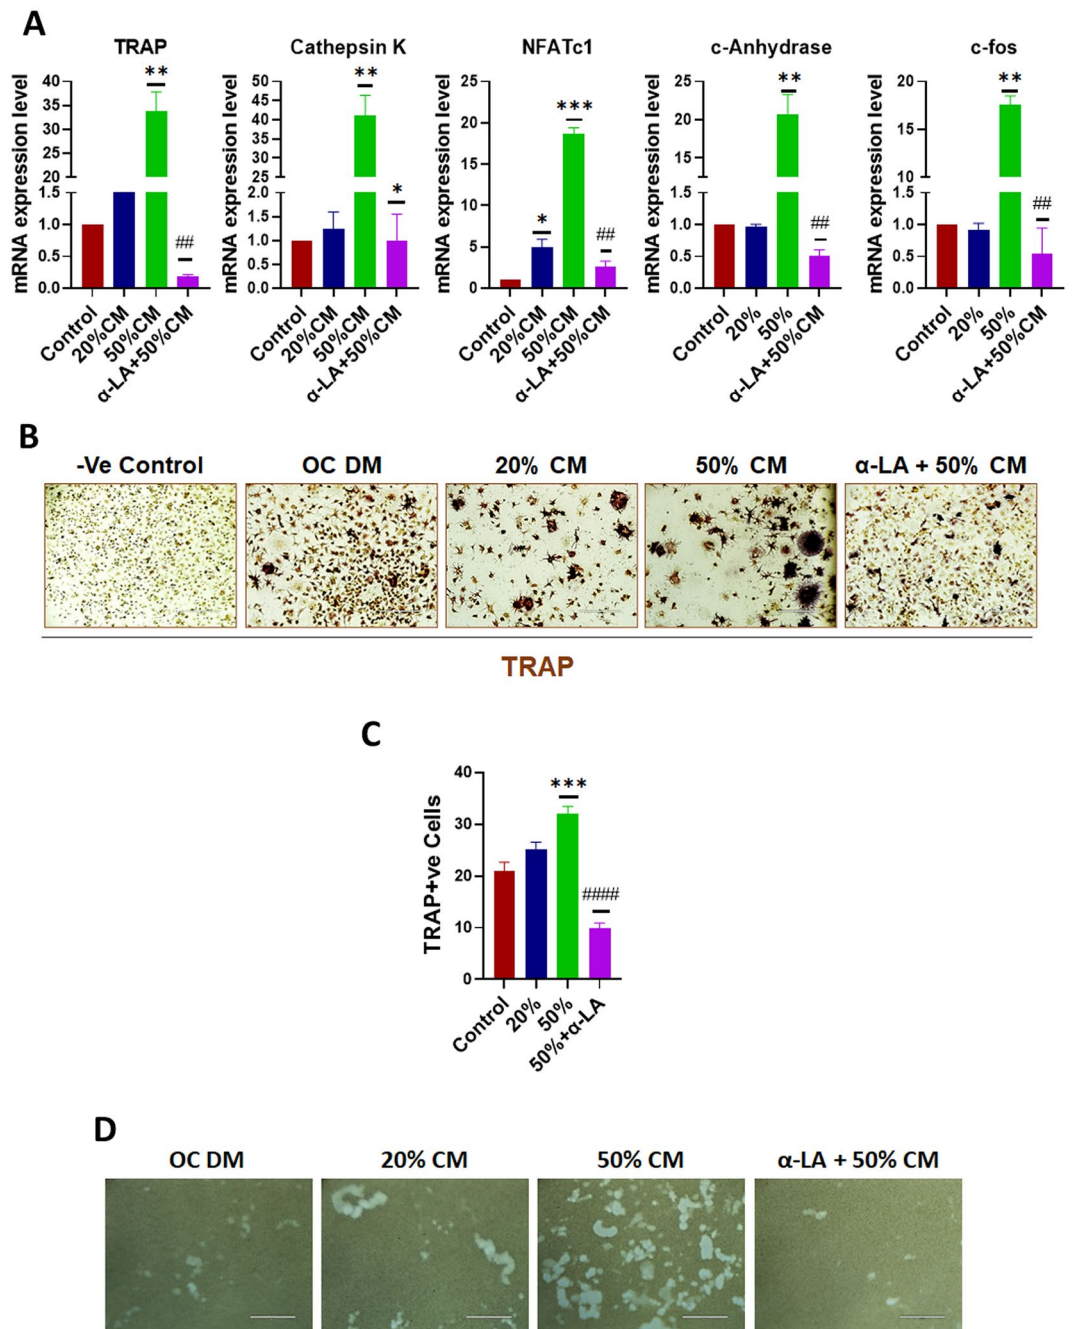 A
TRAP
Cathepsin K
NFATc1
c-Anhydrase
c-fos
mRNA expression level
40
35
30
25
20
1.5
1.0
0.5
0.0
**
##
Control
20%CM
50%CM
α-LA+50%CM
mRNA expression level
50
45
40
35
30
25
2.0
1.5
1.0
0.5
0.0
**
*
Control
20%CM
50%CM
α-LA+50%CM
mRNA expression level
25
20
15
10
5
0
*
***
##
Control
20%CM
50%CM
α-LA+50%CM
mRNA expression level
25
20
15
1.5
1.0
0.5
0.0
**
##
Control
20%
50%
α-LA+50%CM
mRNA expression level
20
15
10
1.5
1.0
0.5
0.0
**
##
Control
20%
50%
α-LA+50%CM
B
-Ve Control
OC DM
20% CM
50% CM
α-LA + 50% CM
TRAP
C
TRAP+ve Cells
40
30
20
10
0
***
####
Control
20%
50%
50%+α-LA
D
OC DM
20% CM
50% CM
α-LA + 50% CM